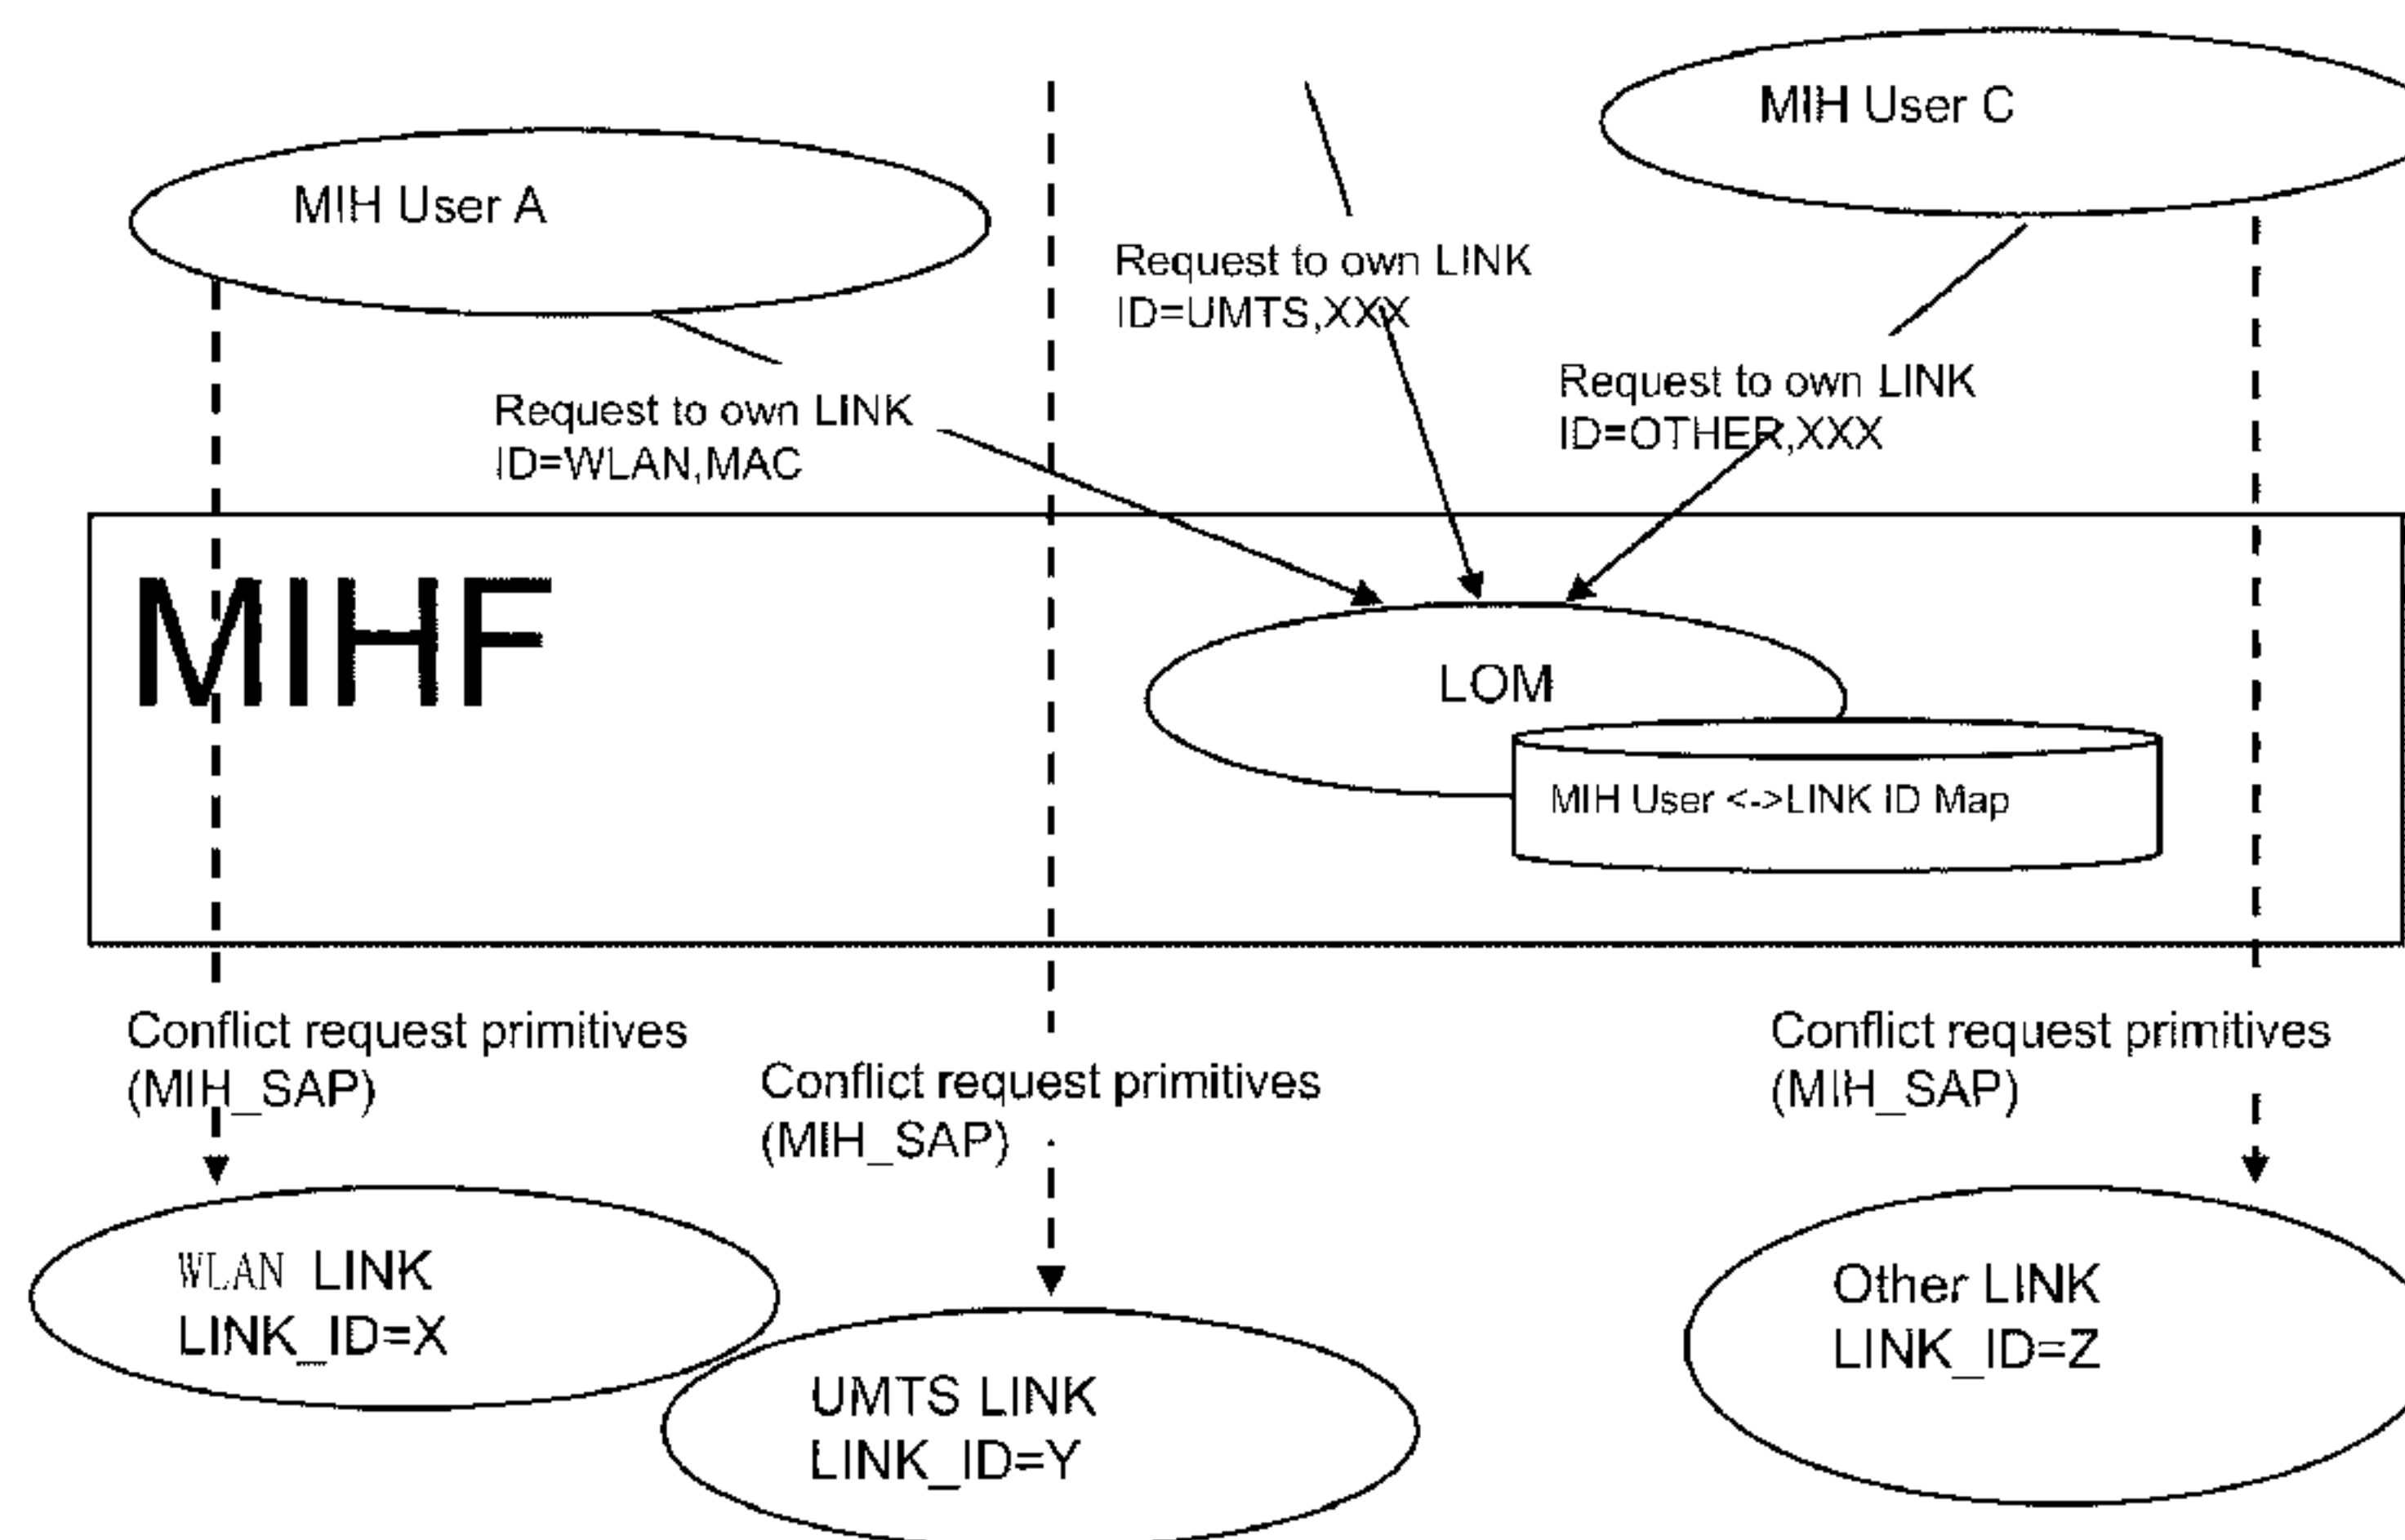 MIH User C
MIH User A
Request to own LINK
ID=UMTS,XXX
Request to own LINK
ID=OTHER,XXX
Request to own LINK
ID=WLAN,MAC
MIHF
LOM
MIH User <->LINK ID Map
Conflict request primitives
(MIH_SAP)
Conflict request primitives
(MIH_SAP)
Conflict request primitives
(MIH_SAP)
WLAN LINK
LINK_ID=X
Other LINK
LINK_ID=Z
UMTS LINK
LINK_ID=Y